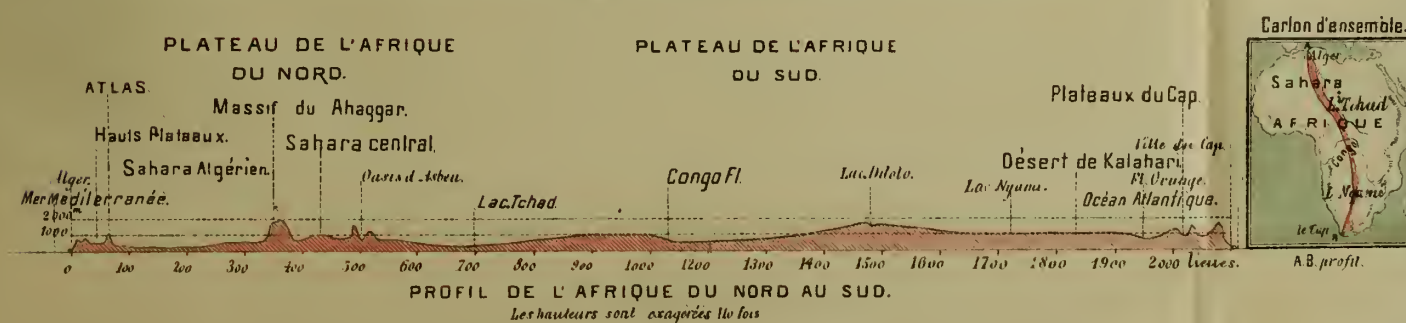 PLATEAU DE L'AFRIQUE
DU NORD.
PLATEAU DE L'AFRIQUE
DU SUD.
ATLAS.
Massif du Ahaggar.
Plateaux du Cap.
Hauts Plateaux.
Sahara central.
Ville du Cap.
Sahara Algérien.
Désert de Kalahari.
Alger.
Oasis d'Asben.
Congo Fl.
Lac Dilolo.
Lac Ngami.
Fl. Orange.
Mer Méditerranée.
Lac Tchad.
Océan Atlantique.
2000m
1000
0 100 200 300 400 500 600 700 800 900 1000 1200 1300 1400 1500 1600 1700 1800 1900 2000 lieues.
PROFIL DE L'AFRIQUE DU NORD AU SUD.
Les hauteurs sont exagérées fois
Carton d'ensemble.
A
Alger
Sahara
L. Tchad
AFRIQUE
Congo
L. Ngami
le Cap
A.B. profil.